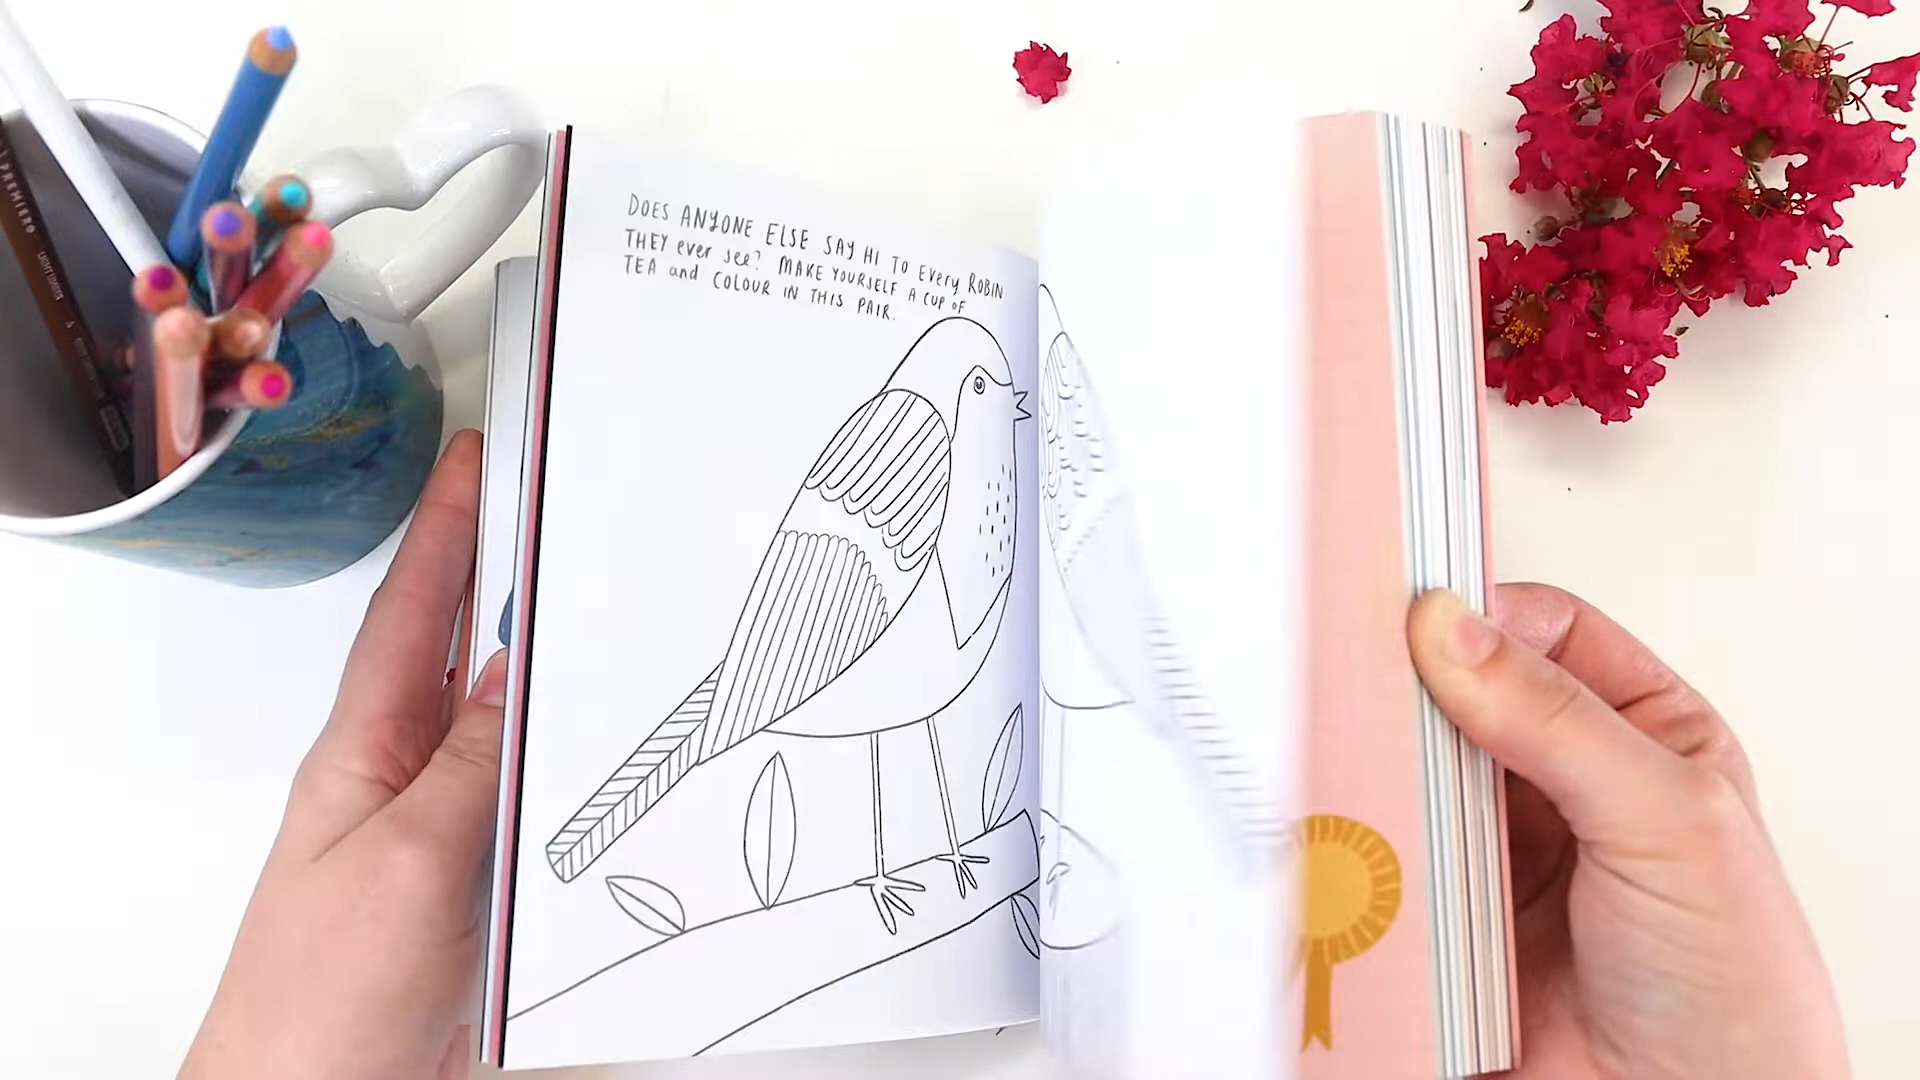 DOES ANYONE ELSE SAY HI TO EVERY ROBIN
THEY ever see? MAKE YOURSELF A CUP OF
TEA and COLOUR IN THIS PAIR.
PREMIERO